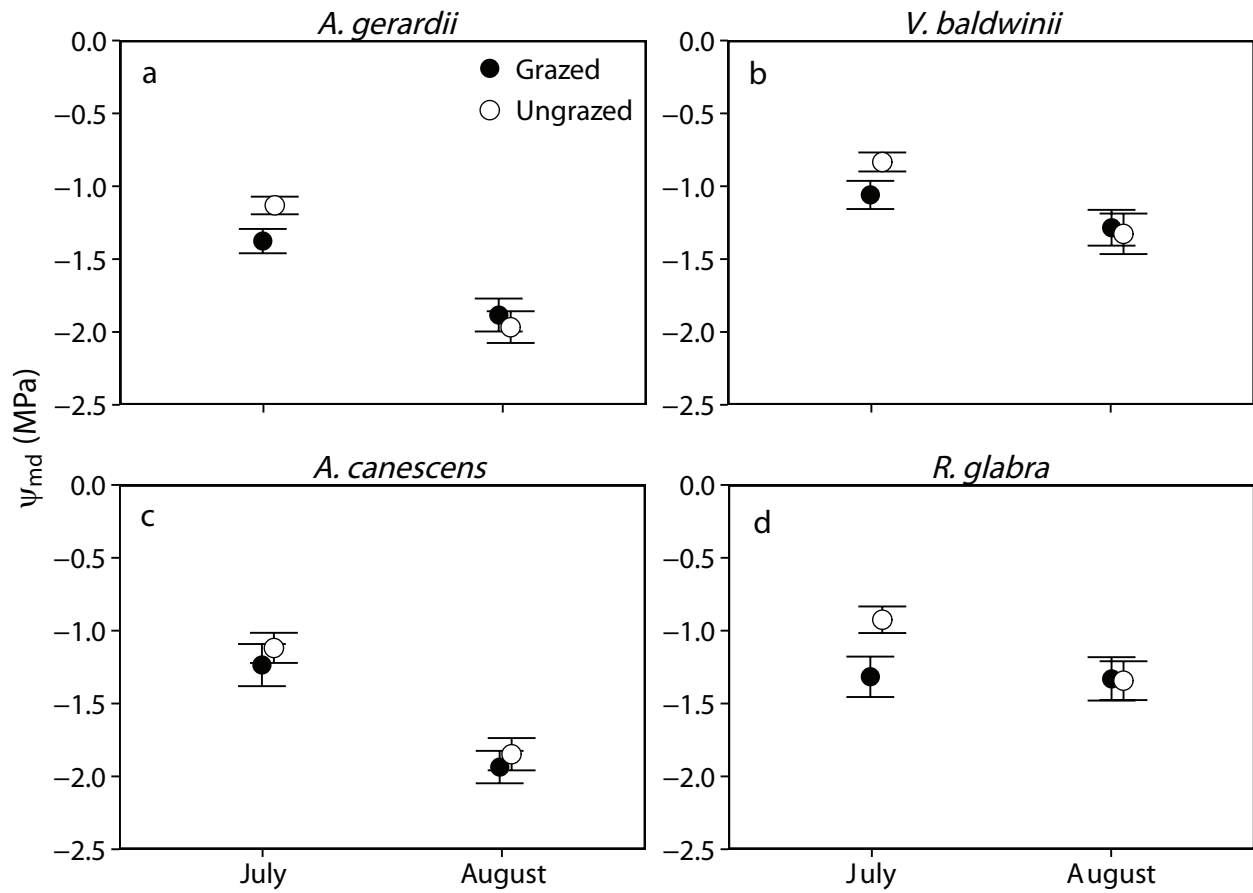 A. gerardii
V. baldwinii
a
Grazed
Ungrazed
b
0.0
−0.5
−1.0
−1.5
−2.0
−2.5
0.0
−0.5
−1.0
−1.5
−2.0
−2.5
ψmd (MPa)
A. canescens
R. glabra
c
d
0.0
−0.5
−1.0
−1.5
−2.0
−2.5
0.0
−0.5
−1.0
−1.5
−2.0
−2.5
July
August
July
August